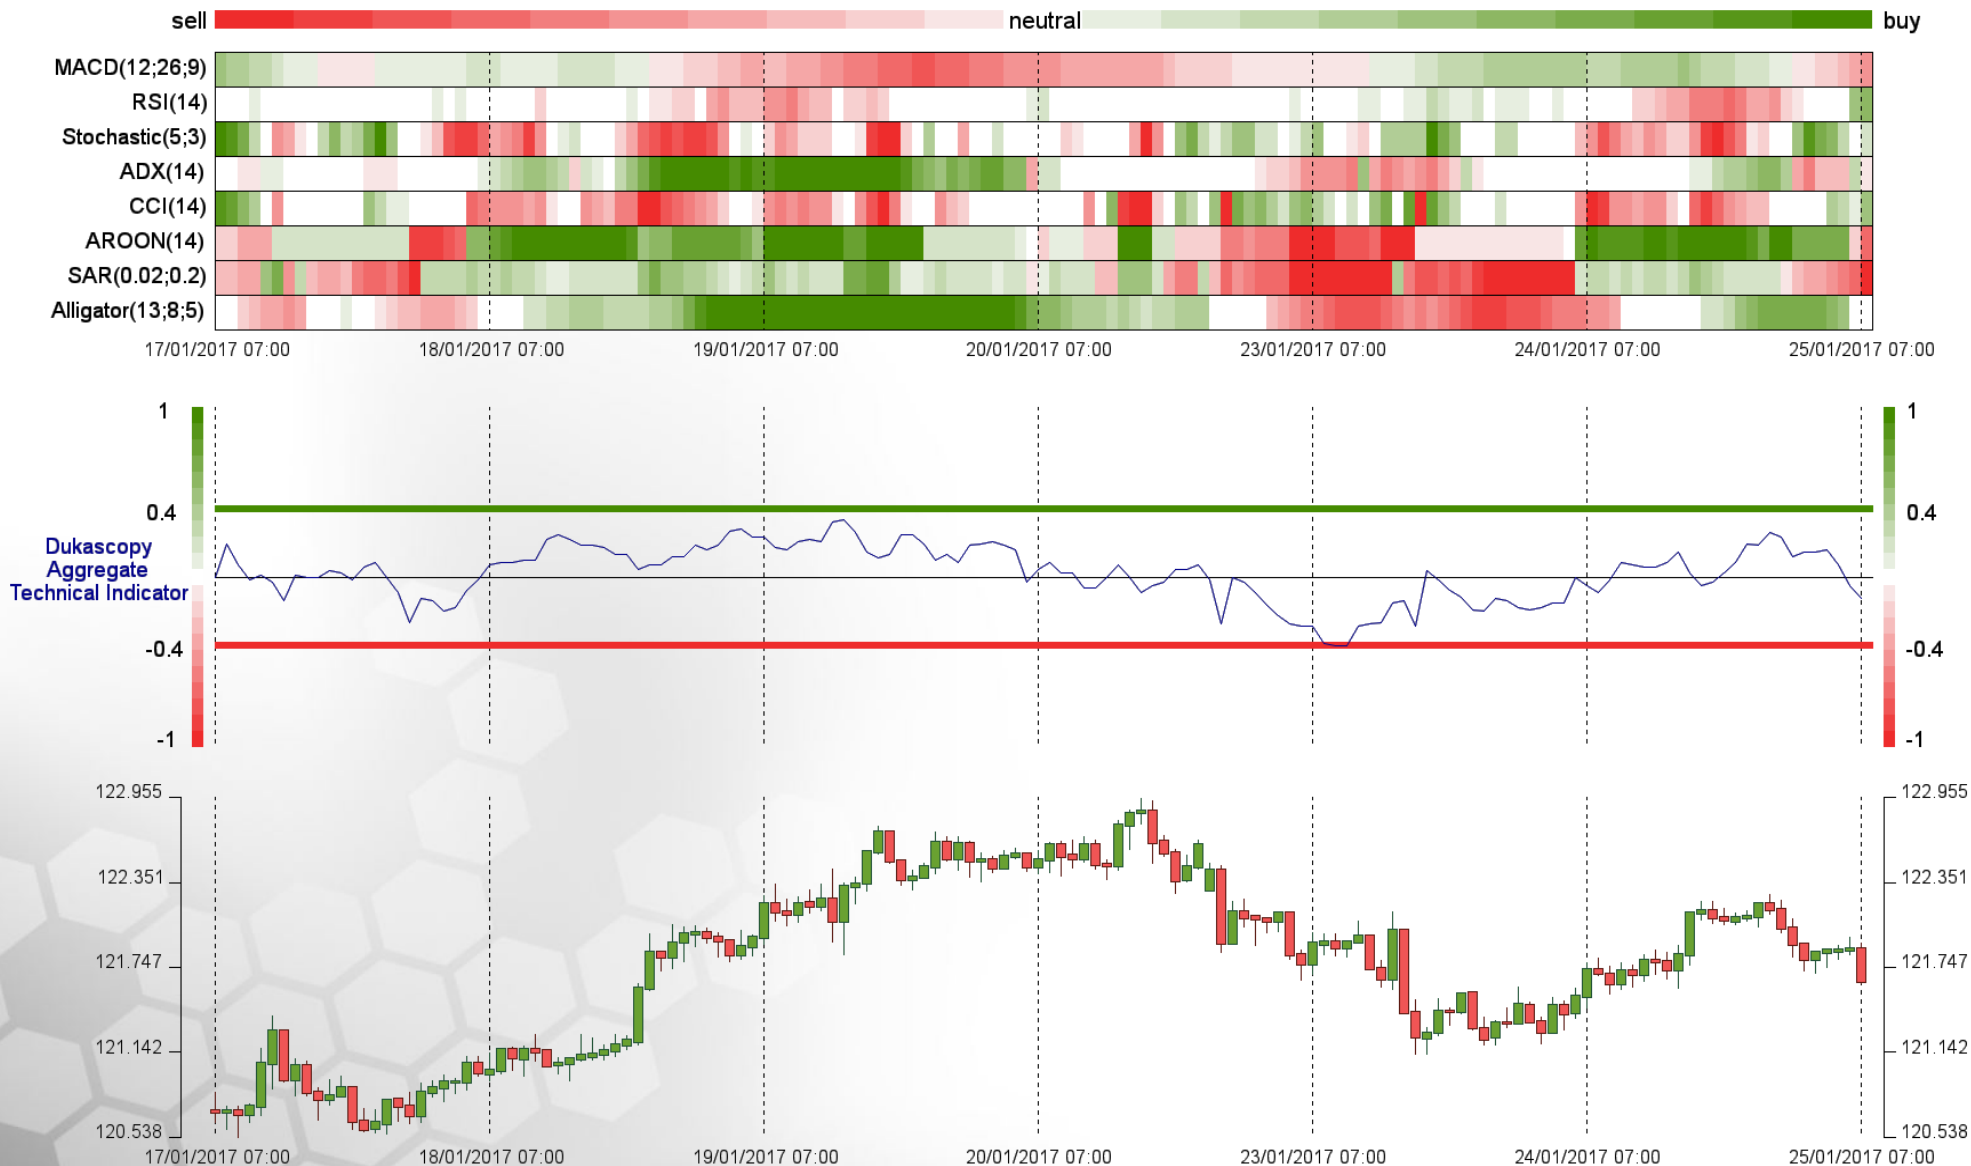 sell neutral buy
MACD(12;26;9)
RSI(14)
Stochastic(5;3)
ADX(14)
CCI(14)
AROON(14)
SAR(0.02;0.2)
Alligator(13;8;5)
17/01/2017 07:00 18/01/2017 07:00 19/01/2017 07:00 20/01/2017 07:00 23/01/2017 07:00 24/01/2017 07:00 25/01/2017 07:00
1 1
0.4 0.4
Dukascopy
Aggregate
Technical Indicator
-0.4 -0.4
-1 -1
122.955 122.955
122.351 122.351
121.747 121.747
121.142 121.142
120.538 120.538
17/01/2017 07:00 18/01/2017 07:00 19/01/2017 07:00 20/01/2017 07:00 23/01/2017 07:00 24/01/2017 07:00 25/01/2017 07:00